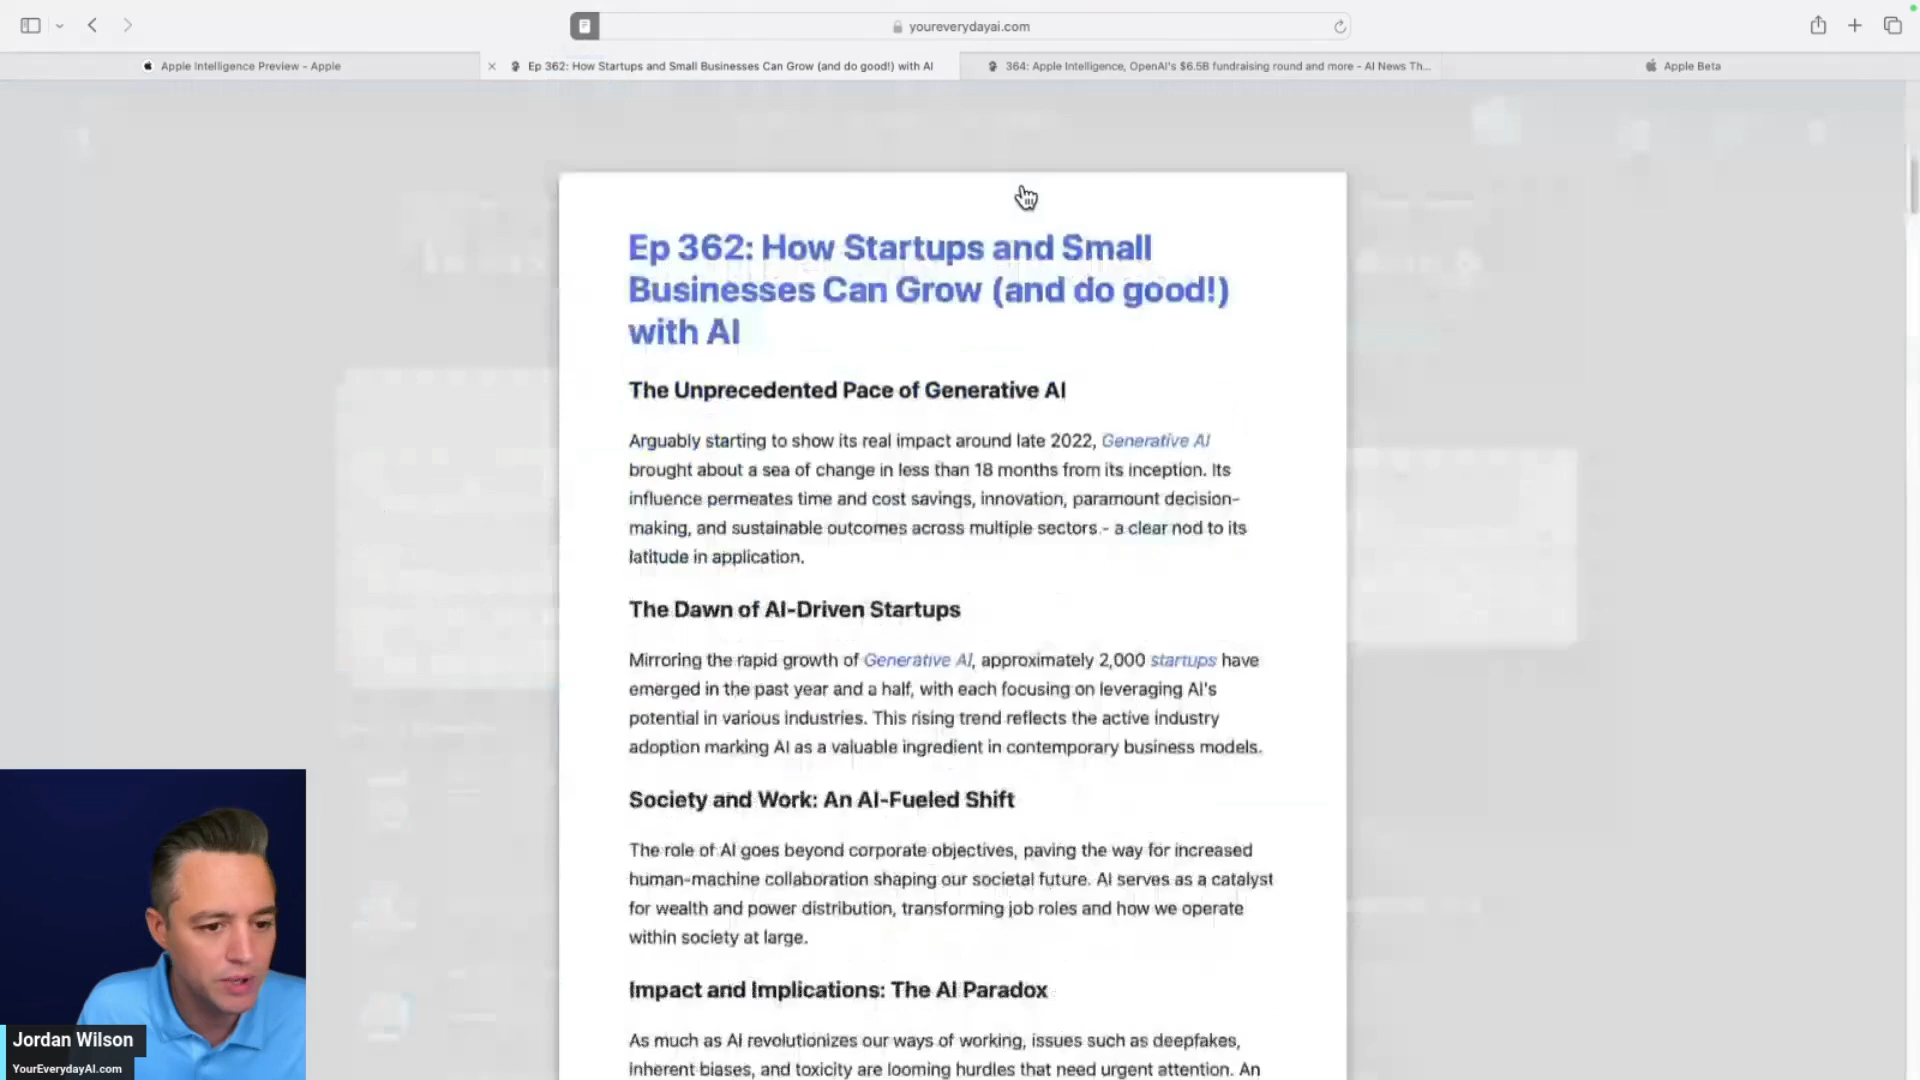 youreverydayai.com
Apple Intelligence Preview - Apple
Ep 362: How Startups and Small Businesses Can Grow (and do good!) with AI
364: Apple Intelligence, OpenAI's $6.5B fundraising round and more - AI News Th...
Apple Beta
Ep 362: How Startups and Small
Businesses Can Grow (and do good!)
with AI
The Unprecedented Pace of Generative AI
Arguably starting to show its real impact around late 2022, Generative AI
brought about a sea of change in less than 18 months from its inception. Its
influence permeates time and cost savings, innovation, paramount decision-
making, and sustainable outcomes across multiple sectors - a clear nod to its
latitude in application.
The Dawn of AI-Driven Startups
Mirroring the rapid growth of Generative AI, approximately 2,000 startups have
emerged in the past year and a half, with each focusing on leveraging AI's
potential in various industries. This rising trend reflects the active industry
adoption marking AI as a valuable ingredient in contemporary business models.
Society and Work: An AI-Fueled Shift
The role of AI goes beyond corporate objectives, paving the way for increased
human-machine collaboration shaping our societal future. AI serves as a catalyst
for wealth and power distribution, transforming job roles and how we operate
within society at large.
Impact and Implications: The AI Paradox
As much as AI revolutionizes our ways of working, issues such as deepfakes,
inherent biases, and toxicity are looming hurdles that need urgent attention. An
Jordan Wilson
YourEverydayAI.com